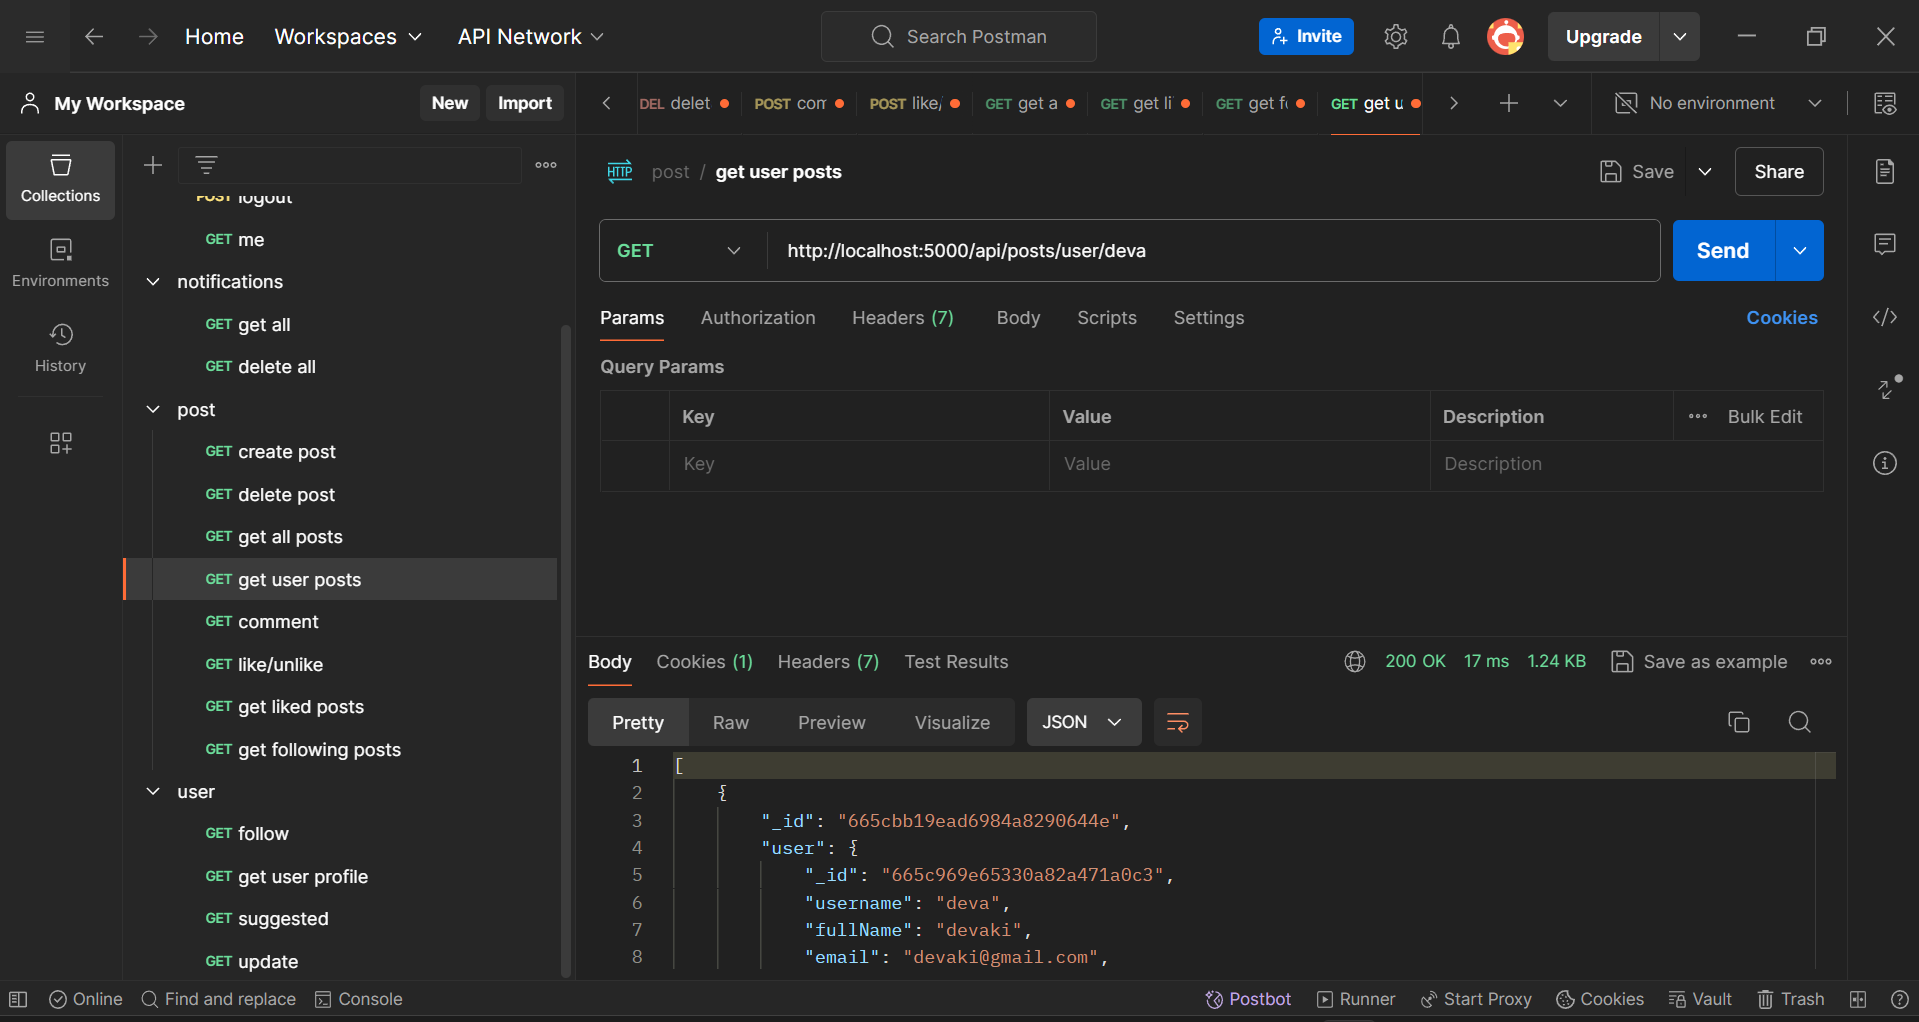 Home Workspaces API Network Search Postman Invite Upgrade
My Workspace New Import
DEL delet POST con POST like/ GET get a GET get li GET get f GET get u No environment
Collections
Environments
History
POST logout
GET me
notifications
GET get all
GET delete all
post
GET create post
GET delete post
GET get all posts
GET get user posts
GET comment
GET like/unlike
GET get liked posts
GET get following posts
user
GET follow
GET get user profile
GET suggested
GET update
HTTP post / get user posts Save Share
GET http://localhost:5000/api/posts/user/deva Send
Params Authorization Headers (7) Body Scripts Settings Cookies
Query Params
Key Value Description Bulk Edit
Key Value Description
Body Cookies (1) Headers (7) Test Results 200 OK 17 ms 1.24 KB Save as example
Pretty Raw Preview Visualize JSON
1 [
2 {
3 "_id": "665cbb19ead6984a8290644e",
4 "user": {
5 "_id": "665c969e65330a82a471a0c3",
6 "username": "deva",
7 "fullName": "devaki",
8 "email": "devaki@gmail.com",
Online Find and replace Console Postbot Runner Start Proxy Cookies Vault Trash